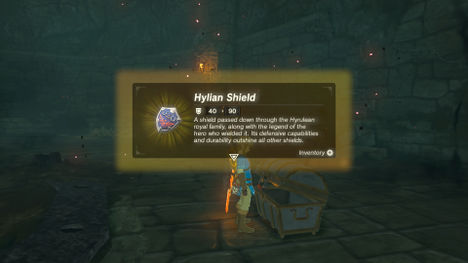 Hylian Shield
40 › 90
A shield passed down through the Hyrulean
royal family, along with the legend of the
hero who wielded it. Its defensive capabilities
and durability outshine all other shields.
Inventory